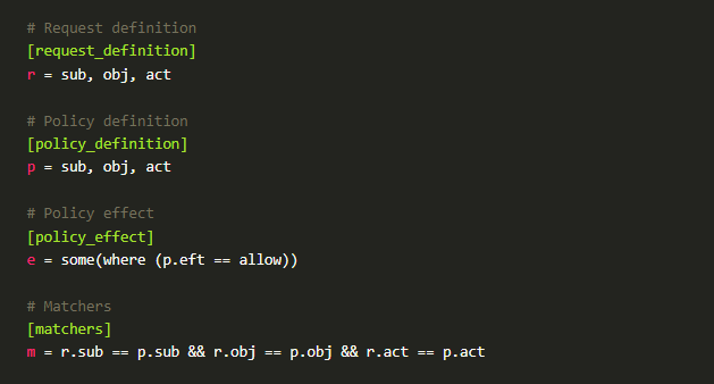 # Request definition
[request_definition]
r = sub, obj, act
# Policy definition
[policy_definition]
p = sub, obj, act
# Policy effect
[policy_effect]
e = some(where (p.eft == allow))
# Matchers
[matchers]
m = r.sub == p.sub && r.obj == p.obj && r.act == p.act